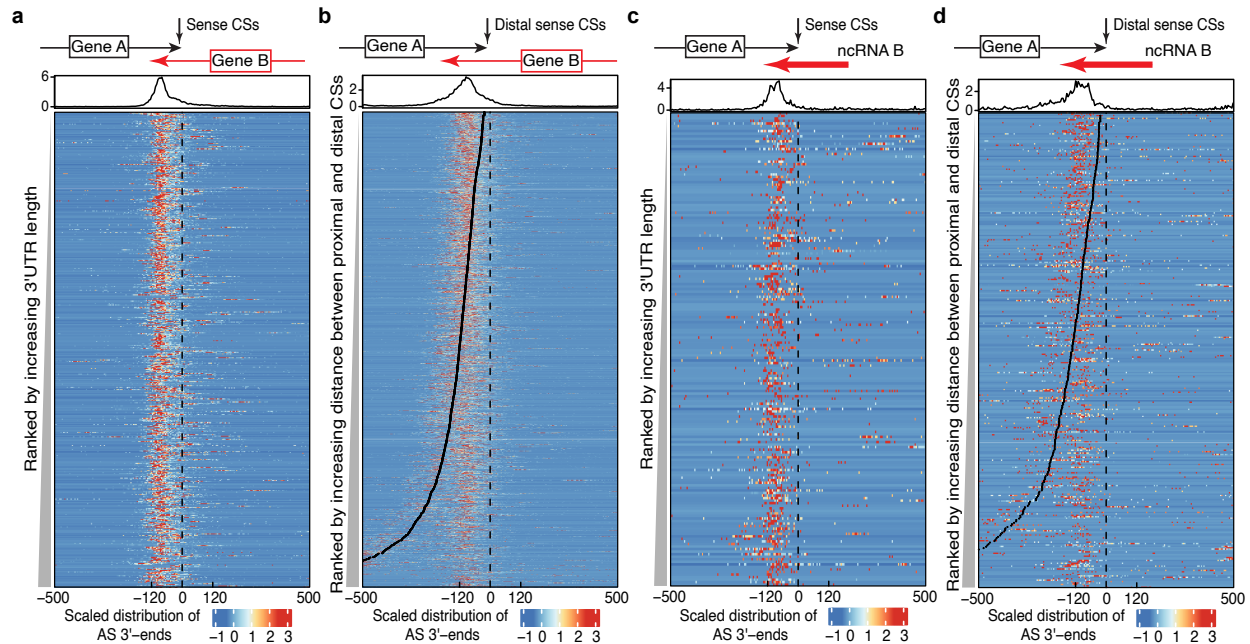 a
Sense CSs
Gene A
Gene B
6
0
Ranked by increasing 3'UTR length
−500
−120
0
120
500
Scaled distribution of
AS 3'−ends
−1 0 1 2 3
b
Distal sense CSs
Gene A
Gene B
2
0
Ranked by increasing distance between proximal and distal CSs
−500
−120
0
120
500
Scaled distribution of
AS 3'−ends
−1 0 1 2 3
c
Sense CSs
Gene A
ncRNA B
4
0
Ranked by increasing 3'UTR length
−500
−120
0
120
500
Scaled distribution of
AS 3'−ends
−1 0 1 2 3
d
Distal sense CSs
Gene A
ncRNA B
2
0
Ranked by increasing distance between proximal and distal CSs
−500
−120
0
120
500
Scaled distribution of
AS 3'−ends
−1 0 1 2 3